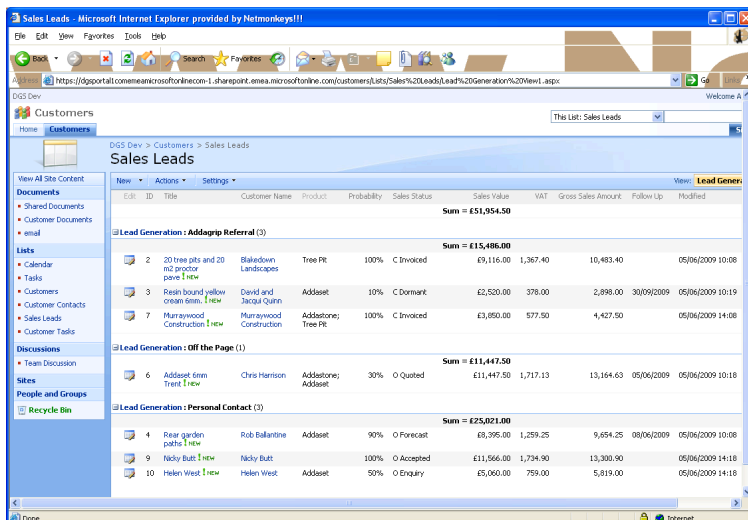 Sales Leads - Microsoft Internet Explorer provided by Netmonkeys!!!
File Edit View Favorites Tools Help
Back Search Favorites
Address https://dgsportal1.comemeamicrosoftonlinecom-1.sharepoint.emea.microsoftonline.com/customers/Lists/Sales%20Leads/Lead%20Generation%20View1.aspx Go Links
DGS Dev Welcome A
Customers This List: Sales Leads
Home Customers
DGS Dev > Customers > Sales Leads
Sales Leads
View All Site Content
Documents
Shared Documents
Customer Documents
email
Lists
Calendar
Tasks
Customers
Customer Contacts
Sales Leads
Customer Tasks
Discussions
Team Discussion
Sites
People and Groups
Recycle Bin
New Actions Settings View: Lead Genera
Edit ID Title Customer Name Product Probability Sales Status Sales Value VAT Gross Sales Amount Follow Up Modified
Sum = £51,954.50
Lead Generation : Addagrip Referral (3)
Sum = £15,486.00
2 20 tree pits and 20 Blakedown Tree Pit 100% C Invoiced £9,116.00 1,367.40 10,483.40 05/06/2009 10:08
m2 proctor Landscapes
pave ! NEW
3 Resin bound yellow David and Addaset 10% C Dormant £2,520.00 378.00 2,898.00 30/09/2009 05/06/2009 10:19
cream 6mm. ! NEW Jacqui Quinn
7 Murraywood Murraywood Addastone; 100% C Invoiced £3,850.00 577.50 4,427.50 05/06/2009 14:08
Construction ! NEW Construction Tree Pit
Lead Generation : Off the Page (1)
Sum = £11,447.50
6 Addaset 6mm Chris Harrison Addastone; 30% O Quoted £11,447.50 1,717.13 13,164.63 05/06/2009 05/06/2009 10:18
Trent ! NEW Addaset
Lead Generation : Personal Contact (3)
Sum = £25,021.00
4 Rear garden Rob Ballantine Addaset 90% O Forecast £8,395.00 1,259.25 9,654.25 08/06/2009 05/06/2009 10:08
paths ! NEW
9 Nicky Butt ! NEW Nicky Butt 100% O Accepted £11,566.00 1,734.90 13,300.90 05/06/2009 14:18
10 Helen West ! NEW Helen West Addaset 50% O Enquiry £5,060.00 759.00 5,819.00 05/06/2009 14:18
Done Internet